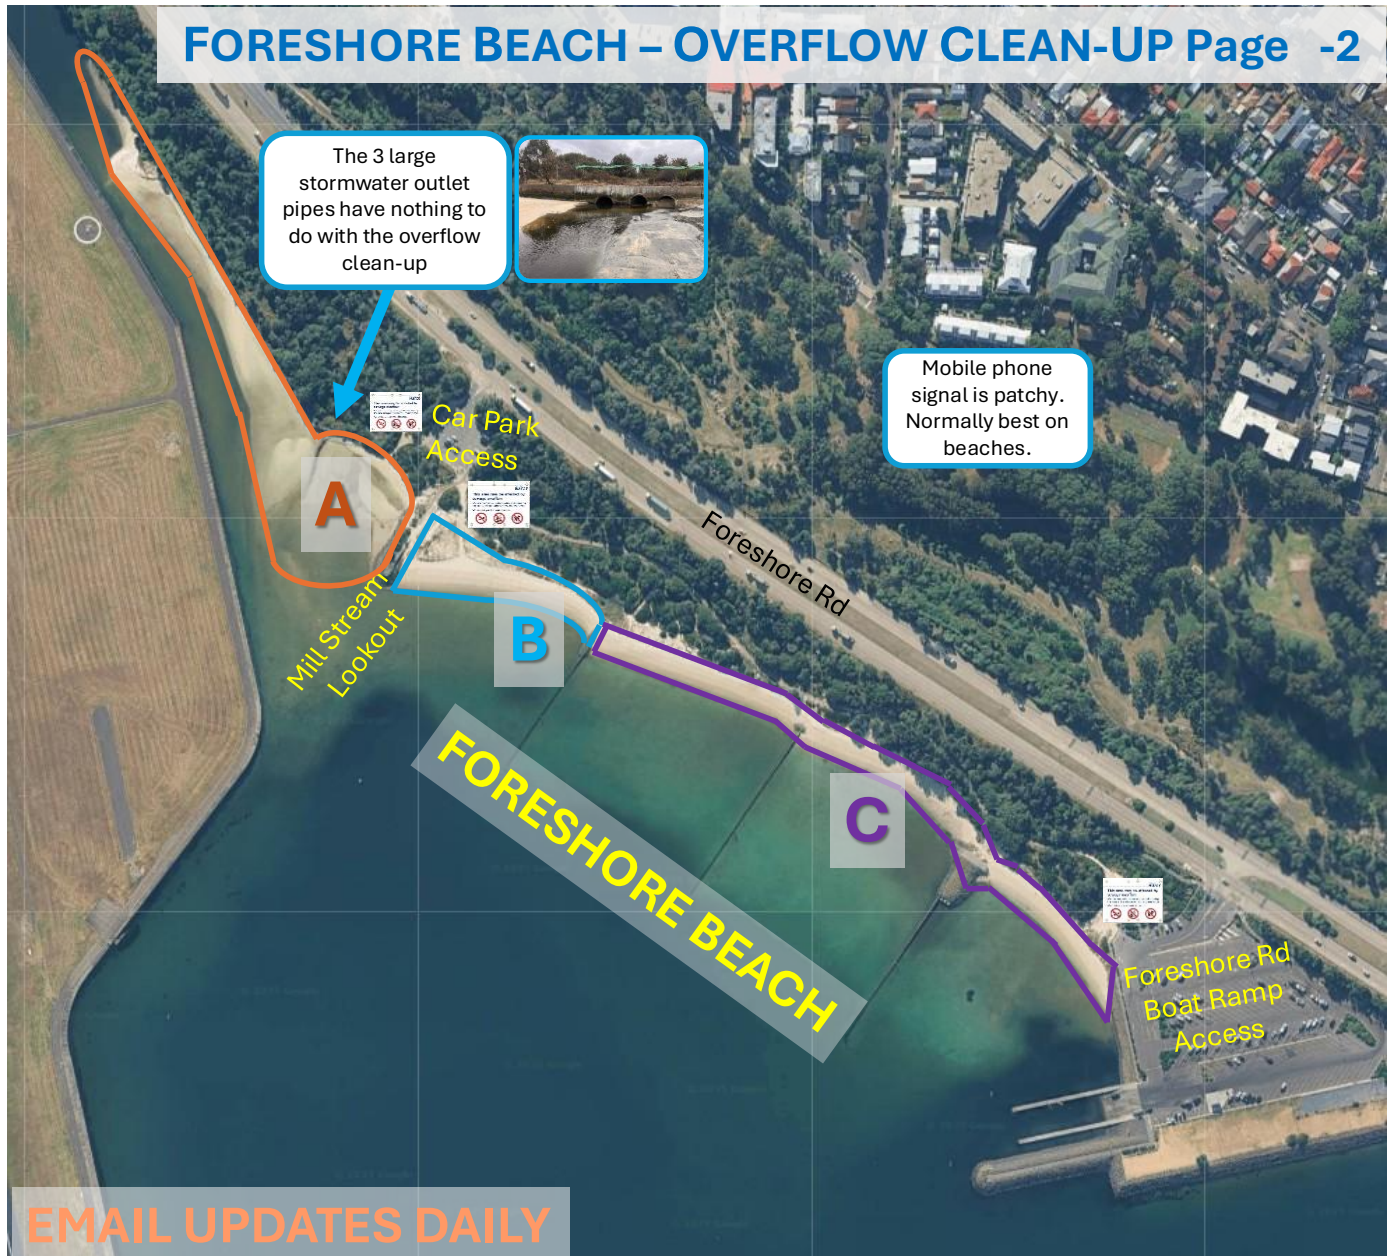 FORESHORE BEACH – OVERFLOW CLEAN-UP Page -2
The 3 large
stormwater outlet
pipes have nothing to
do with the overflow
clean-up
Mobile phone
signal is patchy.
Normally best on
beaches.
Car Park
Access
A
Foreshore Rd
Mill Stream
Lookout
B
FORESHORE BEACH
C
Foreshore Rd
Boat Ramp
Access
EMAIL UPDATES DAILY